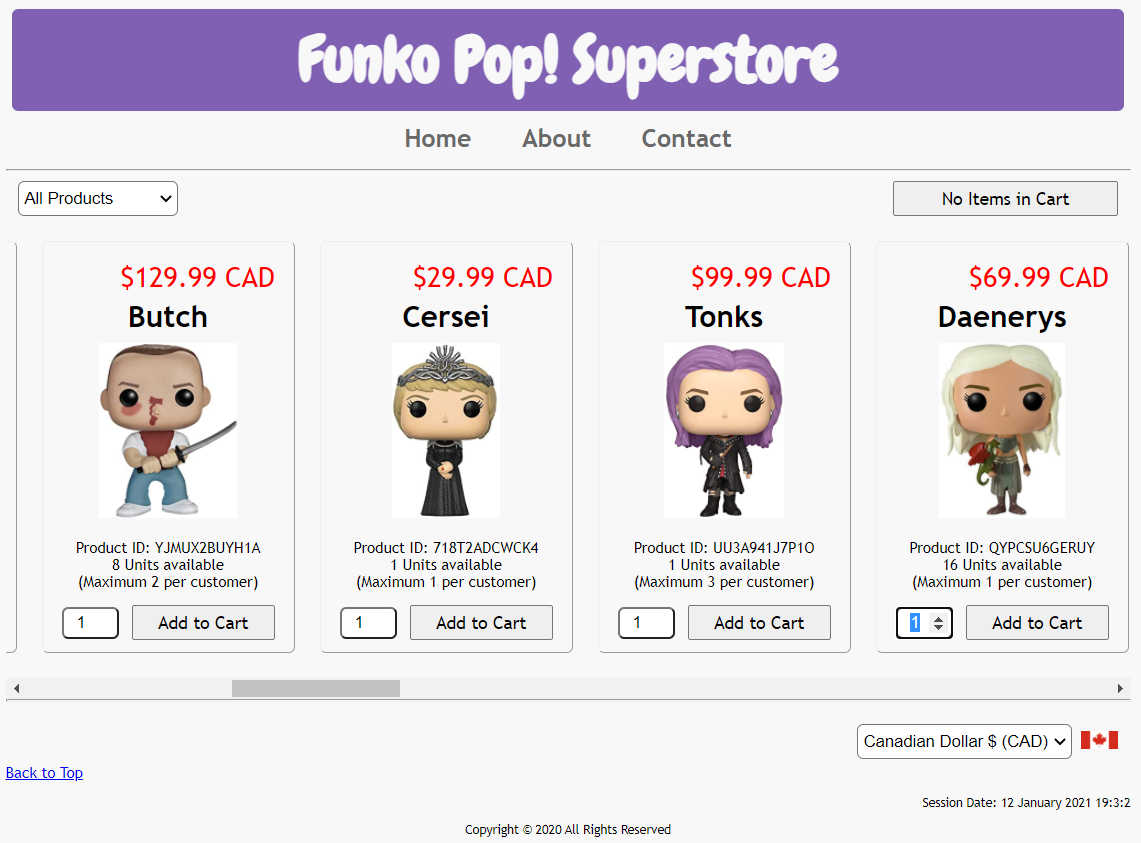 Funko Pop! Superstore
Home About Contact
All Products
No Items in Cart
$129.99 CAD
Butch
Product ID: YJMUX2BUYH1A
8 Units available
(Maximum 2 per customer)
1 Add to Cart
$29.99 CAD
Cersei
Product ID: 718T2ADCWCK4
1 Units available
(Maximum 1 per customer)
1 Add to Cart
$99.99 CAD
Tonks
Product ID: UU3A941J7P1O
1 Units available
(Maximum 3 per customer)
1 Add to Cart
$69.99 CAD
Daenerys
Product ID: QYPCSU6GERUY
16 Units available
(Maximum 1 per customer)
1 Add to Cart
Canadian Dollar $ (CAD)
Back to Top
Session Date: 12 January 2021 19:3:2
Copyright © 2020 All Rights Reserved